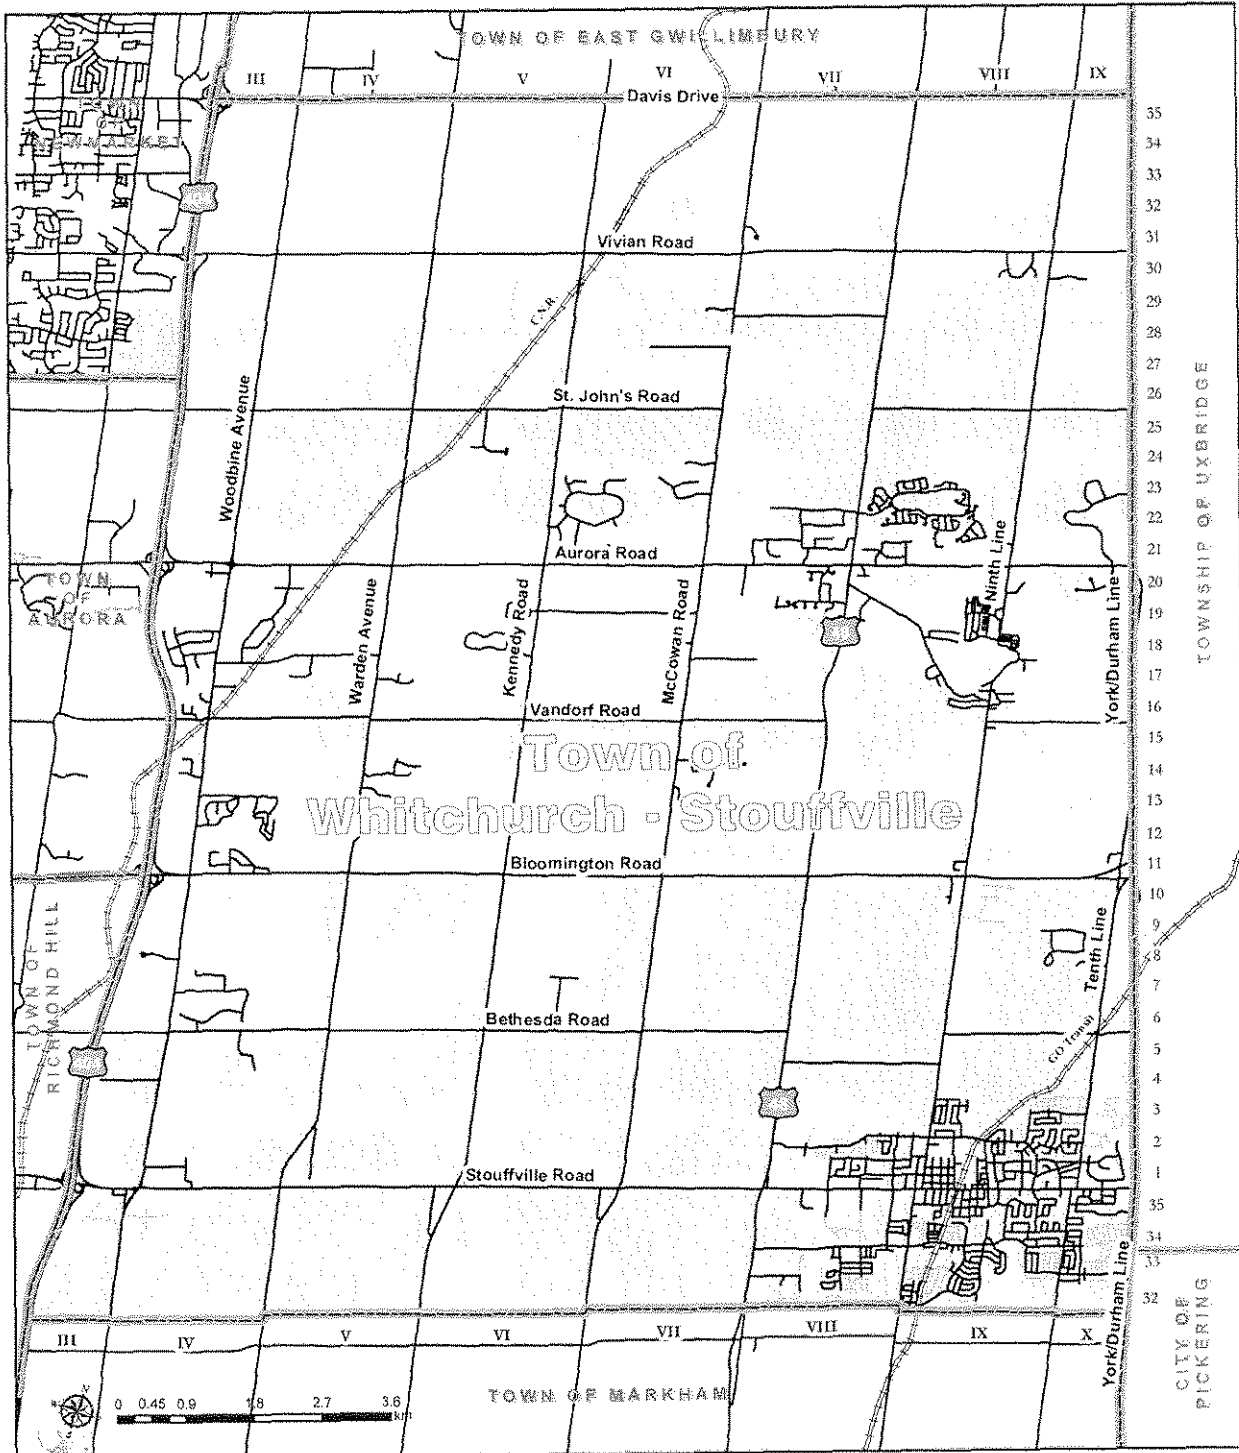 TOWN OF EAST GWILLIMBURY
III IV V VI VII VIII IX
Davis Drive
35
34
NEWMARKET
33
32
31
Vivian Road
30
29
C.N.R.
28
27
26
St. John's Road
25
24
23
22
21
Woodbine Avenue
TOWNSHIP OF UXBRIDGE
Aurora Road
Ninth Line
TOWN
OF
AURORA
20
19
18
17
16
Warden Avenue
Kennedy Road
McCowan Road
York/Durham Line
Vandorf Road
15
14
13
12
11
Town of
Whitchurch - Stouffville
Bloomington Road
10
9
8
7
6
TOWN OF
RICHMOND HILL
Tenth Line
Bethesda Road
GO Transit
5
4
3
2
1
Stouffville Road
35
34
33
32
York/Durham Line
CITY OF
PICKERING
III IV V VI VII VIII IX X
TOWN OF MARKHAM
0 0.45 0.9 1.8 2.7 3.6
km